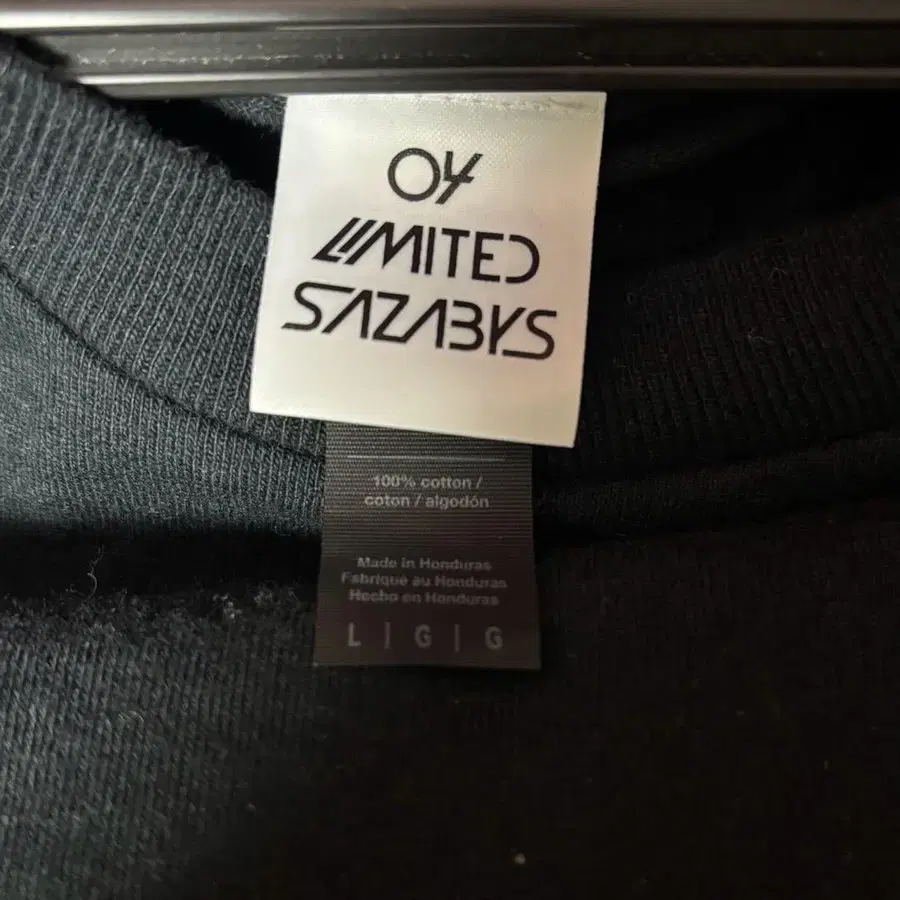 04
LIMITED
SAZABYS
100% cotton /
coton / algodón
Made in Honduras
Fabriqué au Honduras
Hecho en Honduras
L | G | G